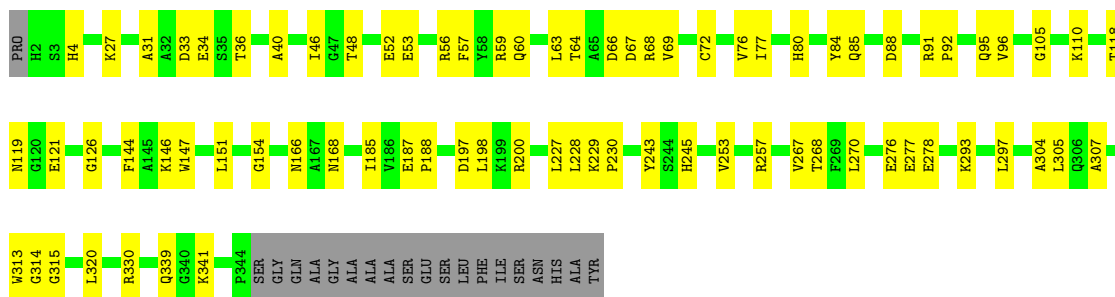 PRO H2 S3 H4 K27 A31 A32 D33 E34 S35 T36 A40 I46 G47 T48 E52 E53 R56 F57 Y58 R59 Q60 L63 T64 A65 D66 D67 R68 V69 C72 V76 I77 H80 Y84 Q85 D88 R91 P92 Q95 V96 G105 K110 T118
N119 G120 E121 G126 F144 A145 K146 W147 L151 G154 N166 A167 N168 I185 V186 E187 P188 D197 L198 K199 R200 L227 L228 K229 P230 Y243 S244 H245 V253 R257 V267 T268 F269 L270 E276 E277 E278 K293 L297 A304 L305 Q306 A307
W313 G314 G315 L320 R330 Q339 G340 K341 P344 SER GLY GLN ALA GLY ALA ALA ALA SER GLU SER LEU PHE ILE SER ASN HIS ALA TYR